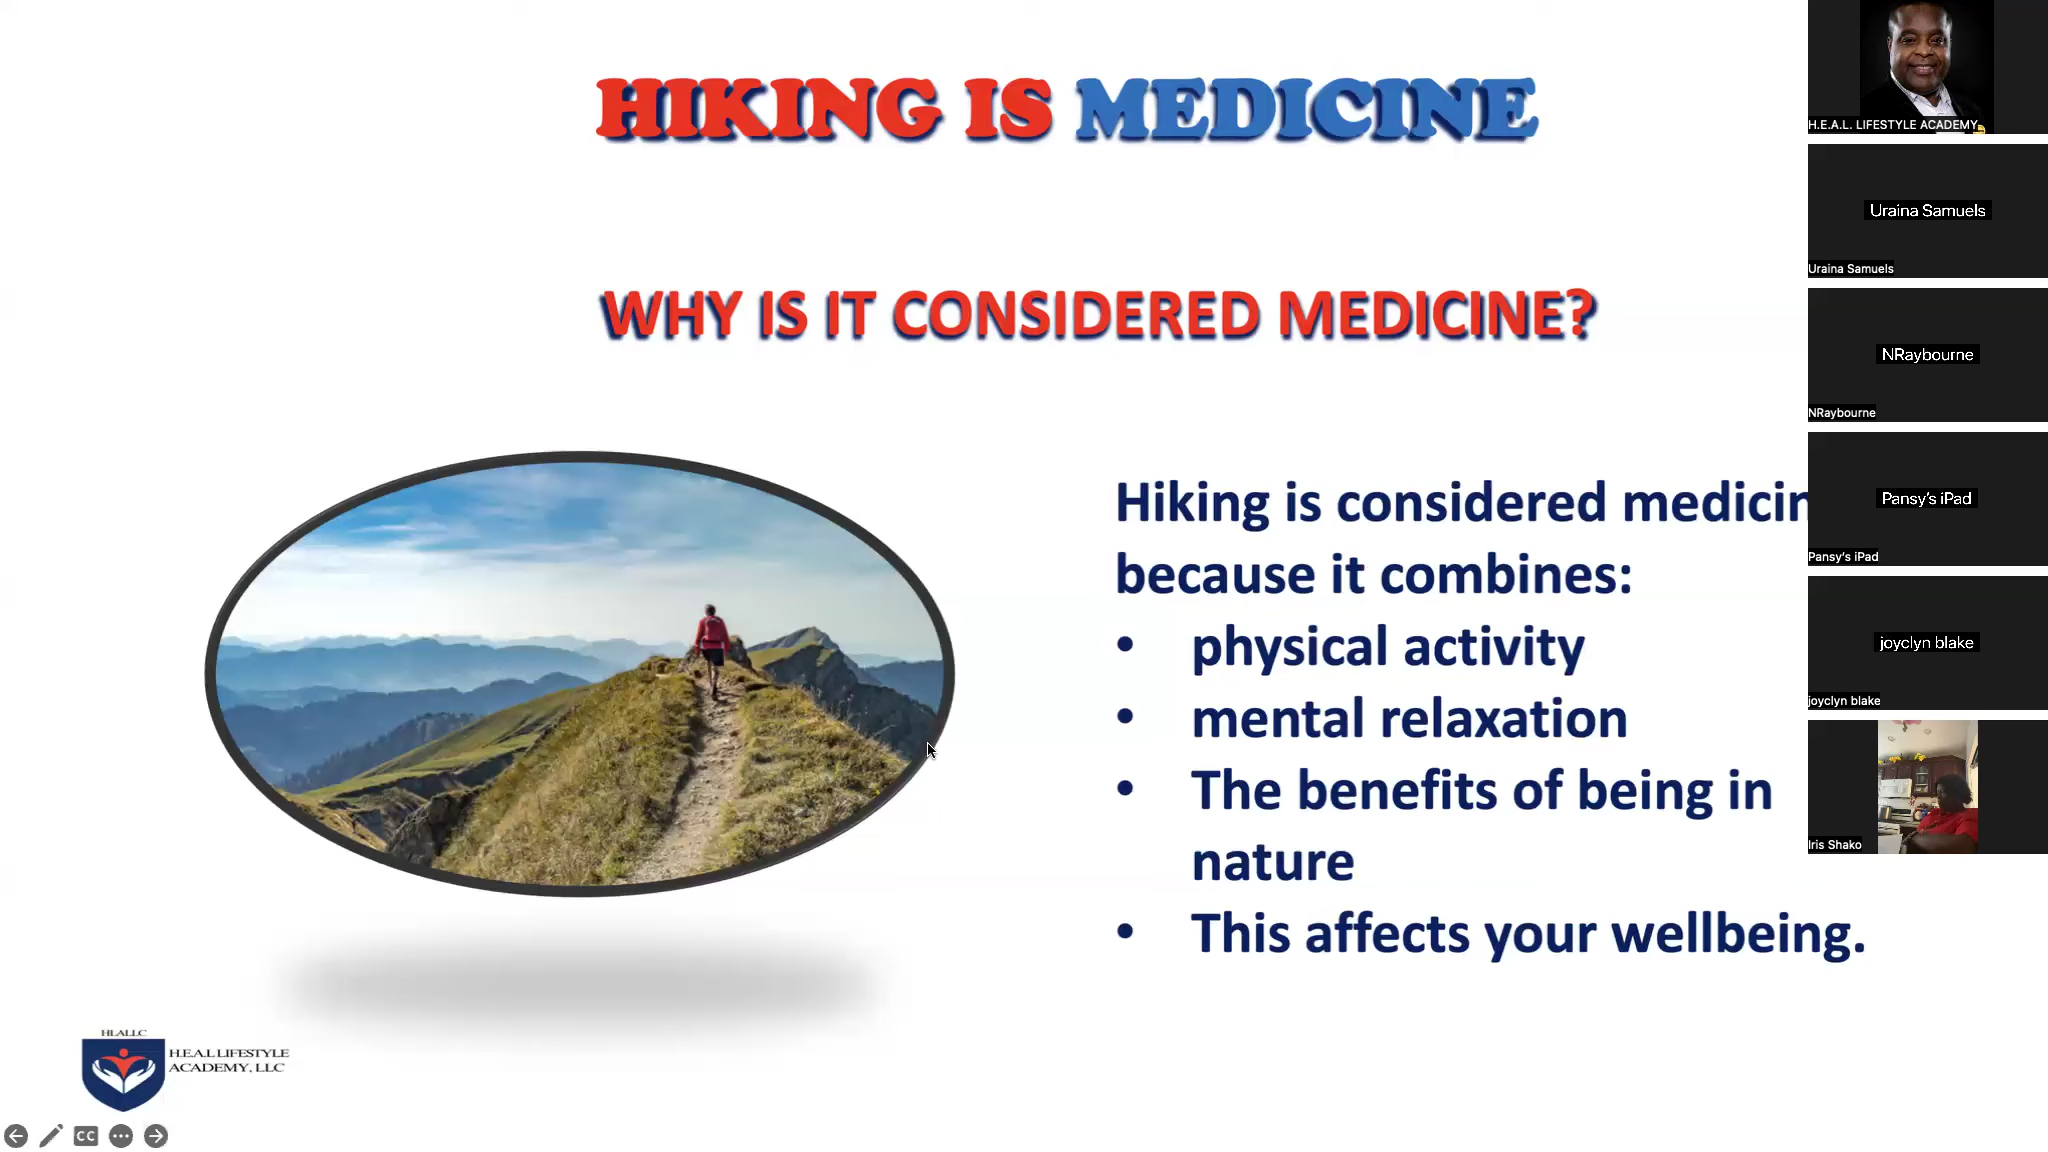 HIKING IS MEDICINE
WHY IS IT CONSIDERED MEDICINE?
Hiking is considered medicin
because it combines:
• physical activity
• mental relaxation
• The benefits of being in
nature
• This affects your wellbeing.
HLALLC
H.E.A.L LIFESTYLE
ACADEMY, LLC
CC
H.E.A.L. LIFESTYLE ACADEMY
Uraina Samuels
Uraina Samuels
NRaybourne
NRaybourne
Pansy's iPad
Pansy's iPad
joyclyn blake
joyclyn blake
Iris Shako